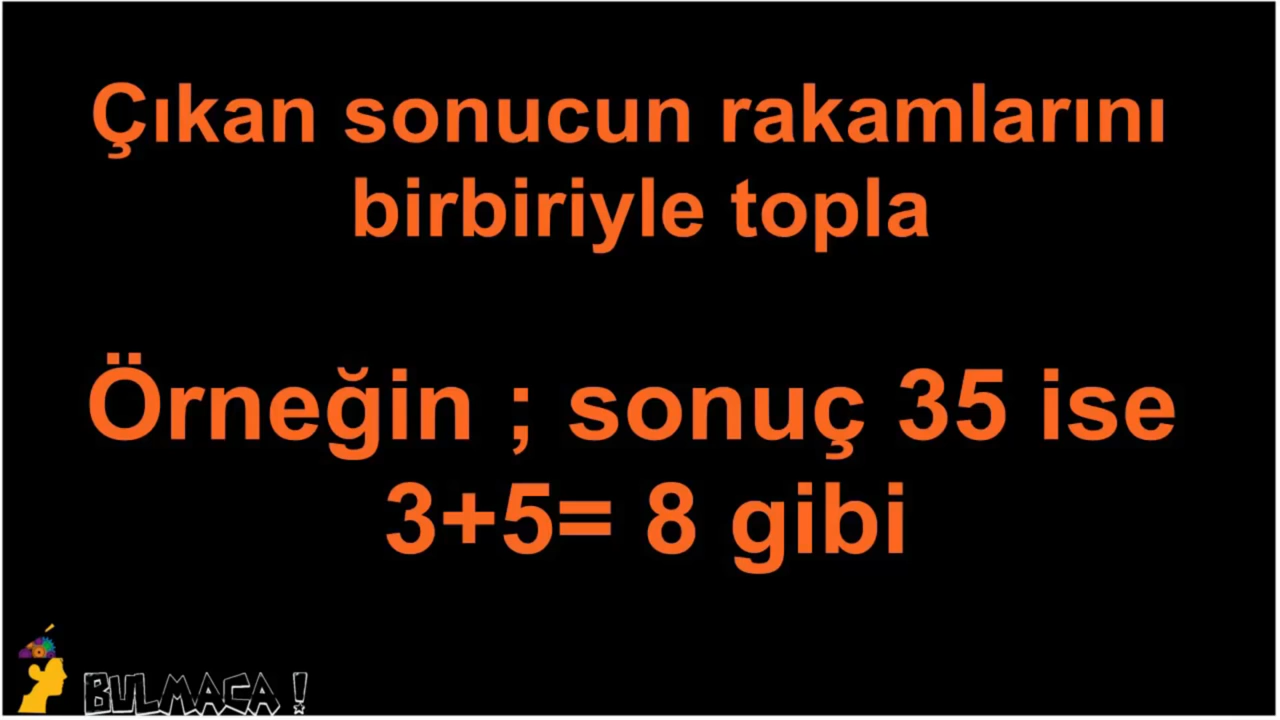 Çıkan sonucun rakamlarını
birbiriyle topla
Örneğin ; sonuç 35 ise
3+5= 8 gibi
BULMACA !